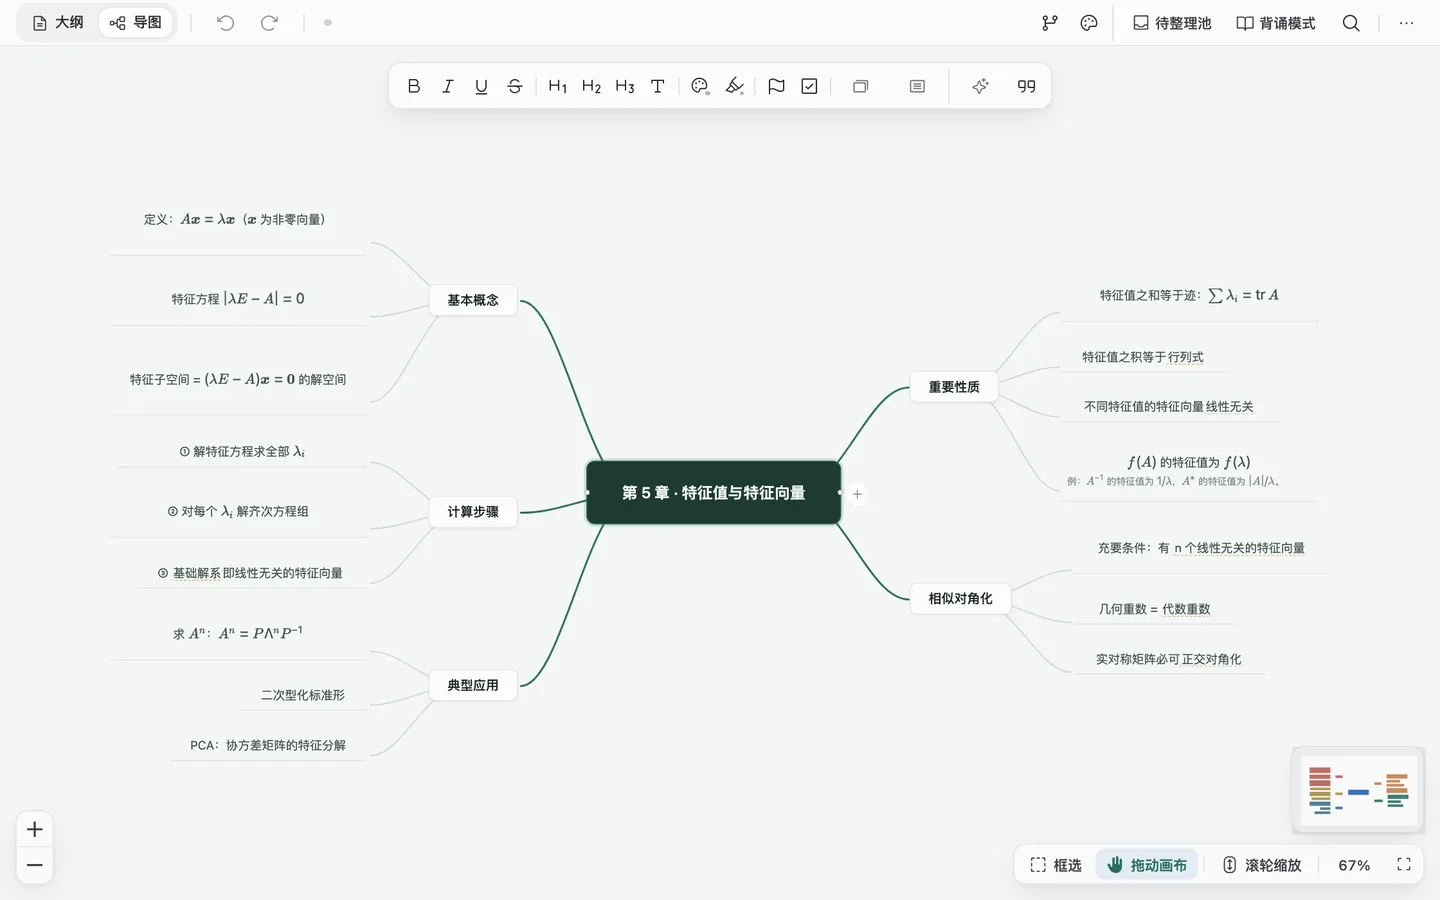 大纲
导图
待整理池
背诵模式
B I U S H1 H2 H3 T
定义：Ax = λx（x 为非零向量）
特征方程 |λE − A| = 0
特征子空间 = (λE − A)x = 0 的解空间
基本概念
① 解特征方程求全部 λi
② 对每个 λi 解齐次方程组
③ 基础解系即线性无关的特征向量
计算步骤
求 Aⁿ：Aⁿ = PΛⁿP⁻¹
二次型化标准形
PCA：协方差矩阵的特征分解
典型应用
第 5 章 · 特征值与特征向量
重要性质
特征值之和等于迹：∑ λi = tr A
特征值之积等于行列式
不同特征值的特征向量线性无关
f(A) 的特征值为 f(λ)
例：A⁻¹ 的特征值为 1/λ，A* 的特征值为 |A|/λ。
相似对角化
充要条件：有 n 个线性无关的特征向量
几何重数 = 代数重数
实对称矩阵必可正交对角化
框选
拖动画布
滚轮缩放
67%